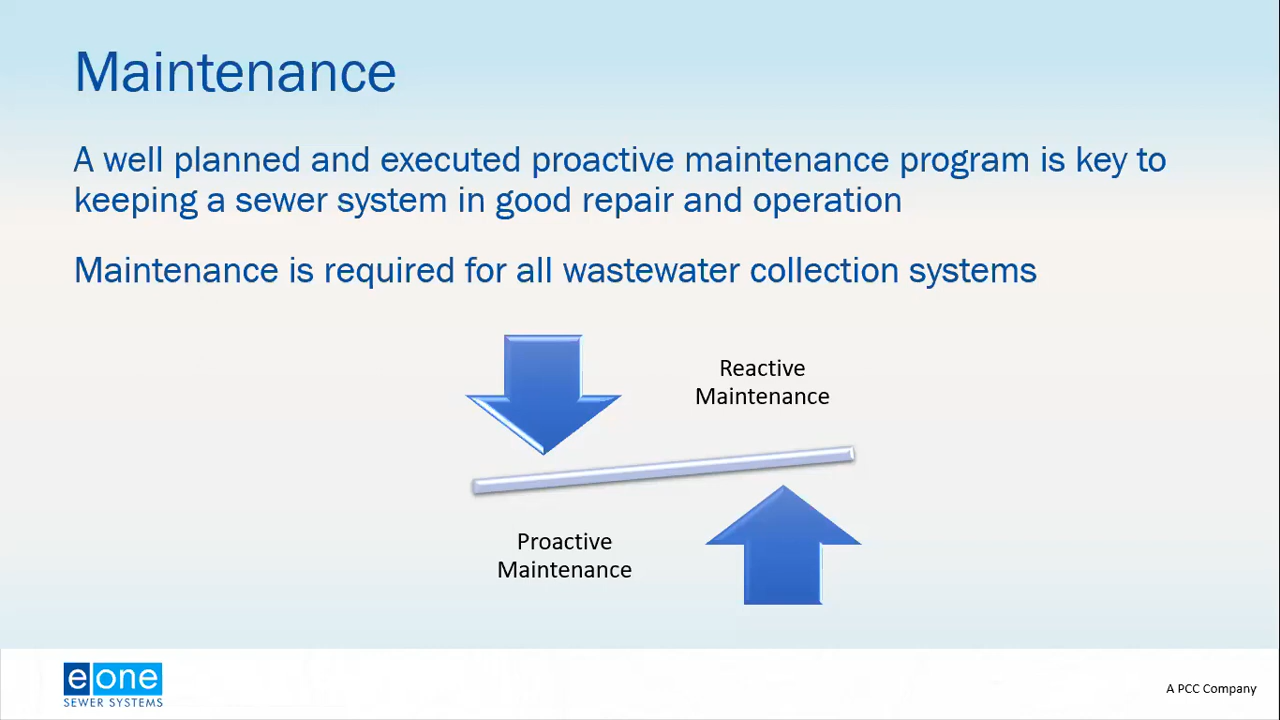 Maintenance
A well planned and executed proactive maintenance program is key to
keeping a sewer system in good repair and operation
Maintenance is required for all wastewater collection systems
Reactive
Maintenance
Proactive
Maintenance
e one
SEWER SYSTEMS
A PCC Company